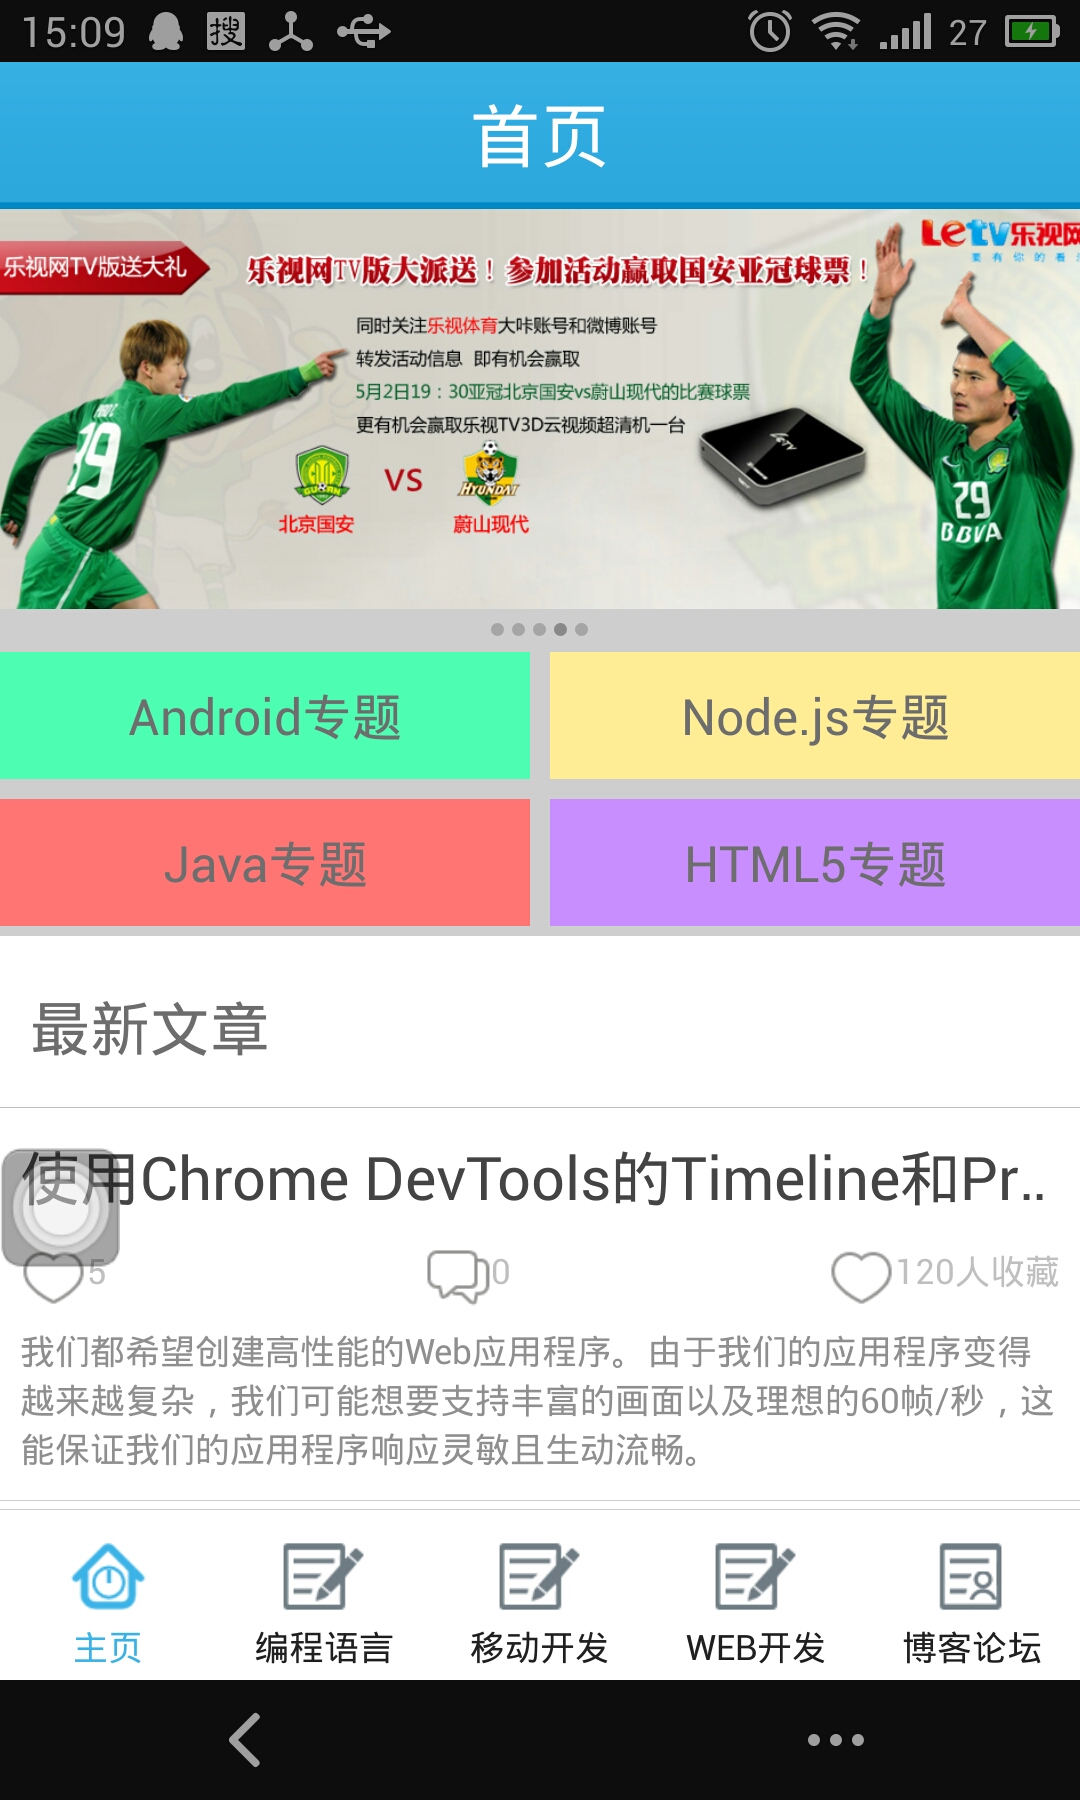 15:09
搜
27
首页
Letv乐视网
乐视网TV版送大礼
乐视网TV版大派送！参加活动赢取国安亚冠球票！
同时关注乐视体育大咔账号和微博账号
转发活动信息 即有机会赢取
5月2日19：30亚冠北京国安vs蔚山现代的比赛球票
更有机会赢取乐视TV3D云视频超清机一台
VS
HYUNDAI
北京国安
蔚山现代
29
BBVA
Android专题
Node.js专题
Java专题
HTML5专题
最新文章
使用Chrome DevTools的Timeline和Pr..
5
0
120人收藏
我们都希望创建高性能的Web应用程序。由于我们的应用程序变得
越来越复杂，我们可能想要支持丰富的画面以及理想的60帧/秒，这
能保证我们的应用程序响应灵敏且生动流畅。
主页
编程语言
移动开发
WEB开发
博客论坛